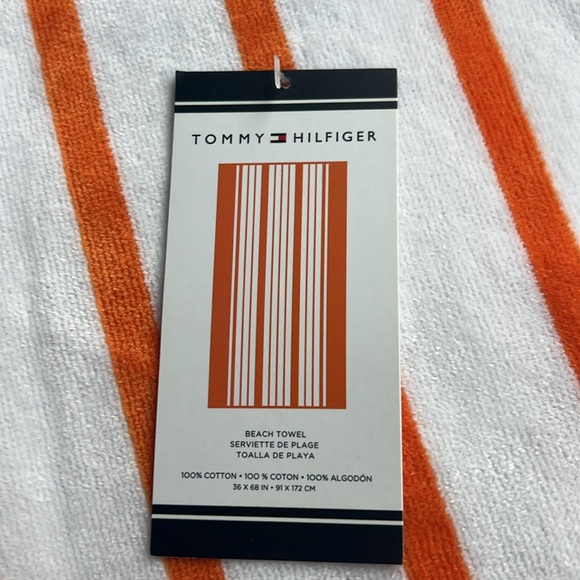 TOMMY HILFIGER
BEACH TOWEL
SERVIETTE DE PLAGE
TOALLA DE PLAYA
100% COTTON • 100 % COTON • 100% ALGODÓN
36 X 68 IN • 91 X 172 CM